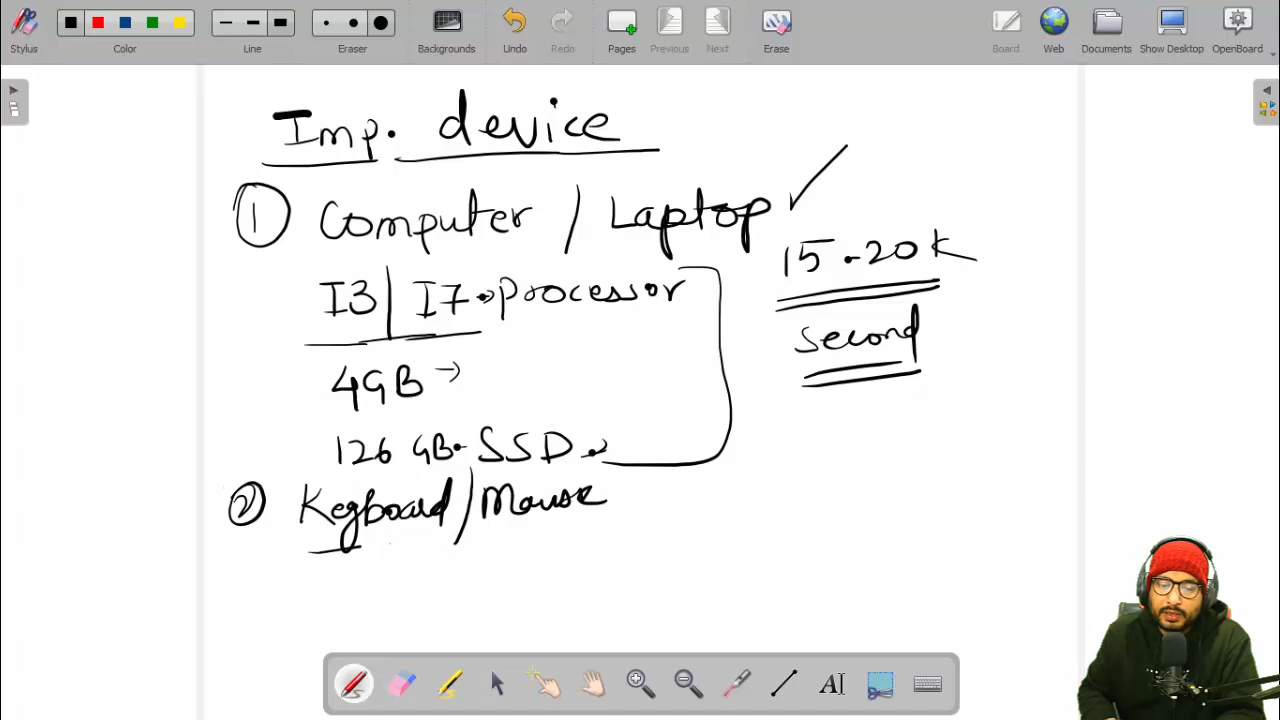 Stylus
Color
Line
Eraser
Backgrounds
Undo
Redo
Pages
Previous
Next
Erase
Board
Web
Documents
Show Desktop
OpenBoard
Imp. device
1 Computer / Laptop ✓
15-20K
I3 | I7 processor
second
4GB →
126 GB SSD
2 Keyboard / Mouse
AI